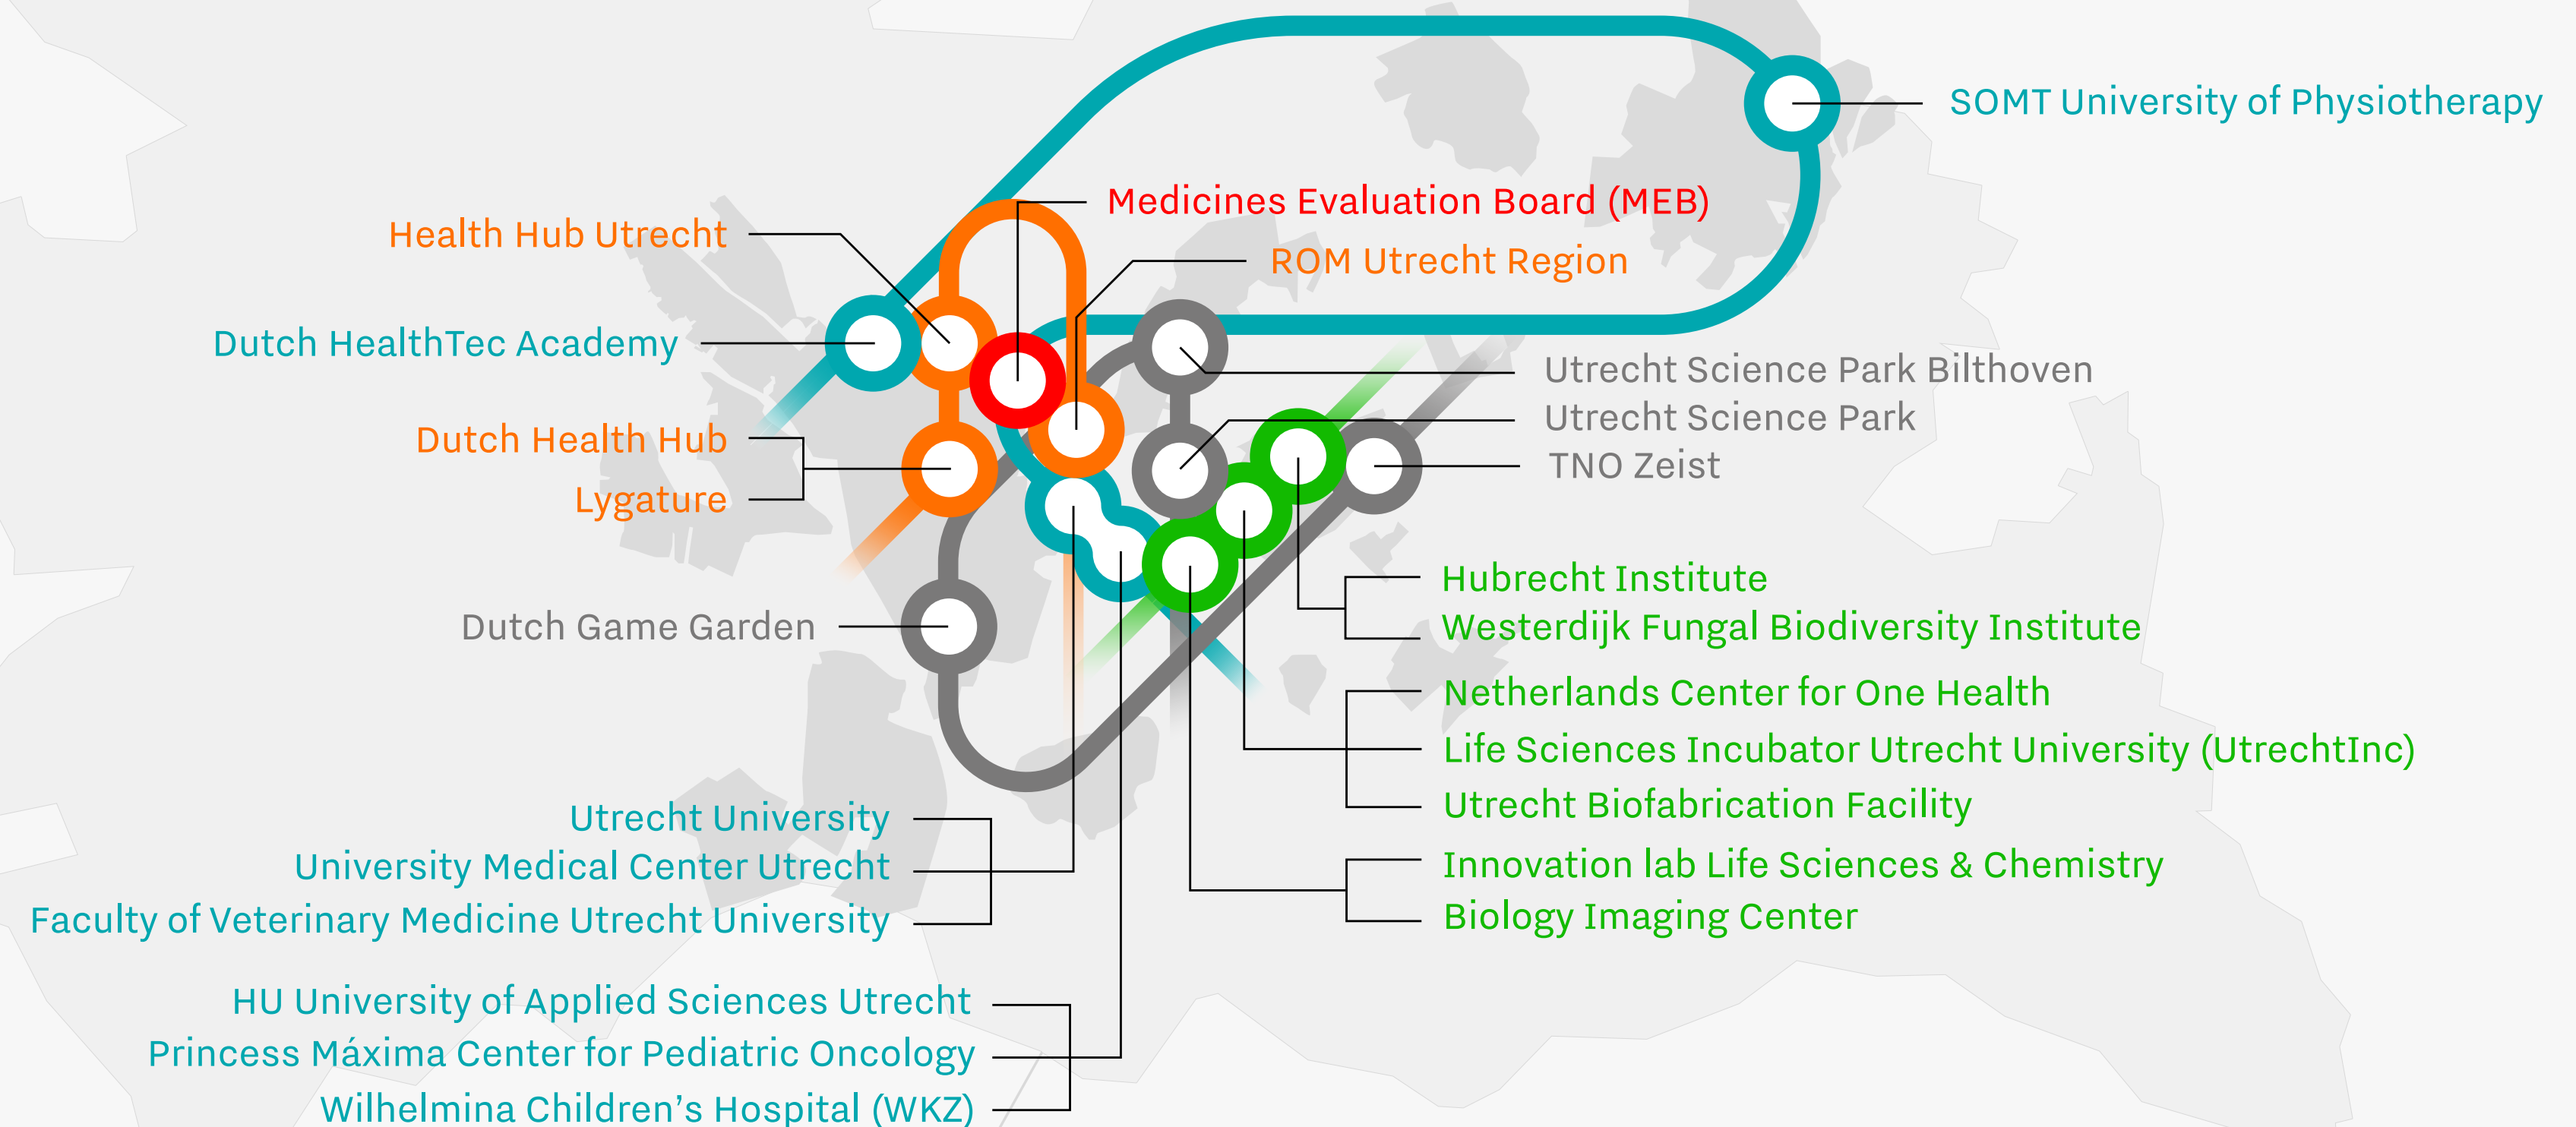 SOMT University of Physiotherapy
Medicines Evaluation Board (MEB)
Health Hub Utrecht
ROM Utrecht Region
Dutch HealthTec Academy
Utrecht Science Park Bilthoven
Utrecht Science Park
TNO Zeist
Dutch Health Hub
Lygature
Dutch Game Garden
Hubrecht Institute
Westerdijk Fungal Biodiversity Institute
Netherlands Center for One Health
Life Sciences Incubator Utrecht University (UtrechtInc)
Utrecht Biofabrication Facility
Innovation lab Life Sciences & Chemistry
Biology Imaging Center
Utrecht University
University Medical Center Utrecht
Faculty of Veterinary Medicine Utrecht University
HU University of Applied Sciences Utrecht
Princess Máxima Center for Pediatric Oncology
Wilhelmina Children’s Hospital (WKZ)